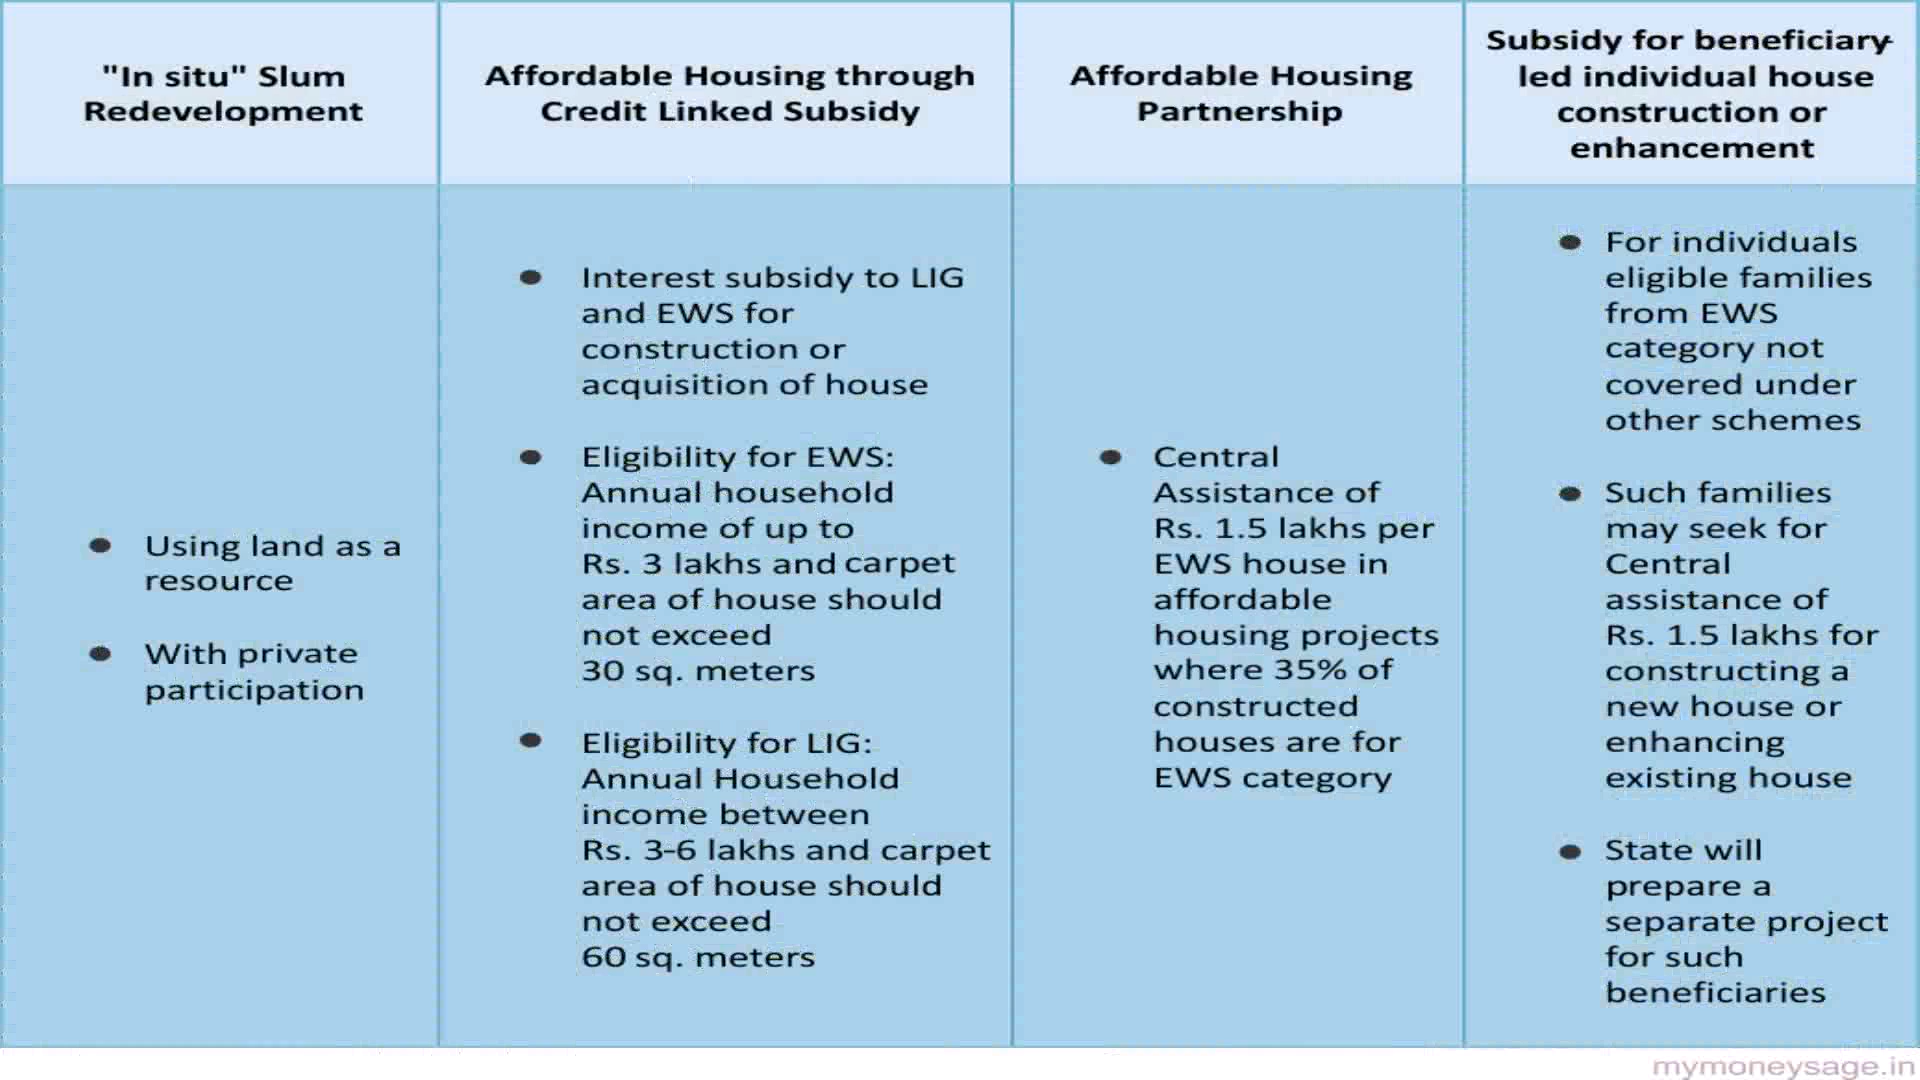 "In situ" Slum
Redevelopment
Affordable Housing through
Credit Linked Subsidy
Affordable Housing
Partnership
Subsidy for beneficiary-
led individual house
construction or
enhancement
Using land as a
resource
With private
participation
Interest subsidy to LIG
and EWS for
construction or
acquisition of house
Eligibility for EWS:
Annual household
income of up to
Rs. 3 lakhs and carpet
area of house should
not exceed
30 sq. meters
Eligibility for LIG:
Annual Household
income between
Rs. 3-6 lakhs and carpet
area of house should
not exceed
60 sq. meters
Central
Assistance of
Rs. 1.5 lakhs per
EWS house in
affordable
housing projects
where 35% of
constructed
houses are for
EWS category
For individuals
eligible families
from EWS
category not
covered under
other schemes
Such families
may seek for
Central
assistance of
Rs. 1.5 lakhs for
constructing a
new house or
enhancing
existing house
State will
prepare a
separate project
for such
beneficiaries
mymoneysage.in